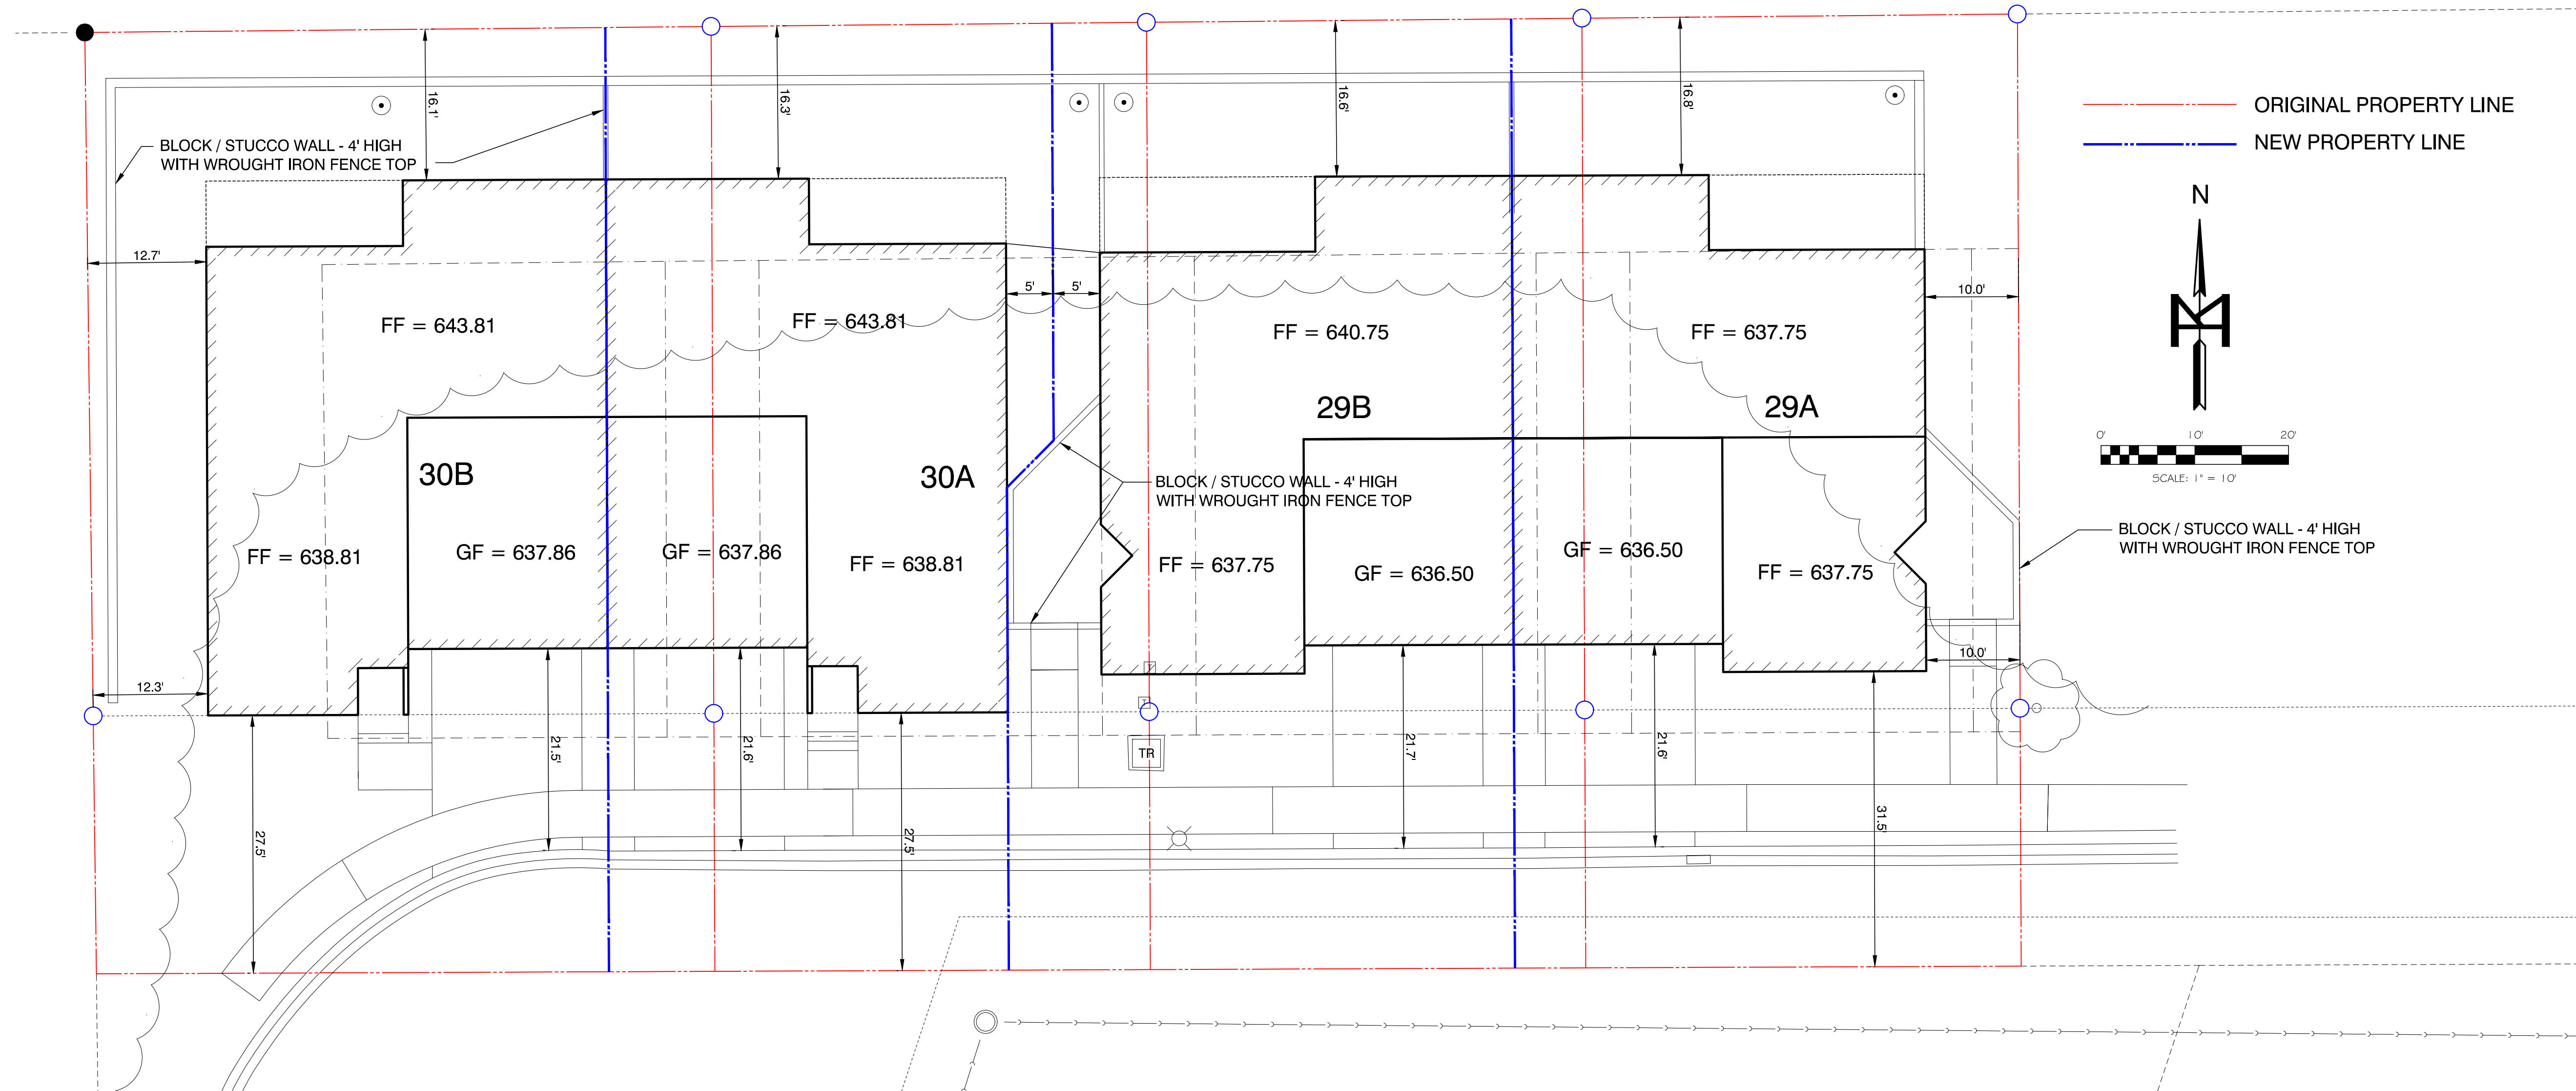 16.1'
16.3'
16.6'
16.8'
ORIGINAL PROPERTY LINE
NEW PROPERTY LINE
BLOCK / STUCCO WALL - 4' HIGH
WITH WROUGHT IRON FENCE TOP
N
12.7'
5'
5'
10.0'
FF = 643.81
FF = 643.81
FF = 640.75
FF = 637.75
29B
29A
0'
10'
20'
SCALE: 1" = 10'
30B
30A
BLOCK / STUCCO WALL - 4' HIGH
WITH WROUGHT IRON FENCE TOP
BLOCK / STUCCO WALL - 4' HIGH
WITH WROUGHT IRON FENCE TOP
FF = 638.81
GF = 637.86
GF = 637.86
FF = 638.81
FF = 637.75
GF = 636.50
GF = 636.50
FF = 637.75
12.3'
10.0'
T
T
TR
21.5'
21.6'
21.7'
21.6'
27.5'
27.5'
31.5'